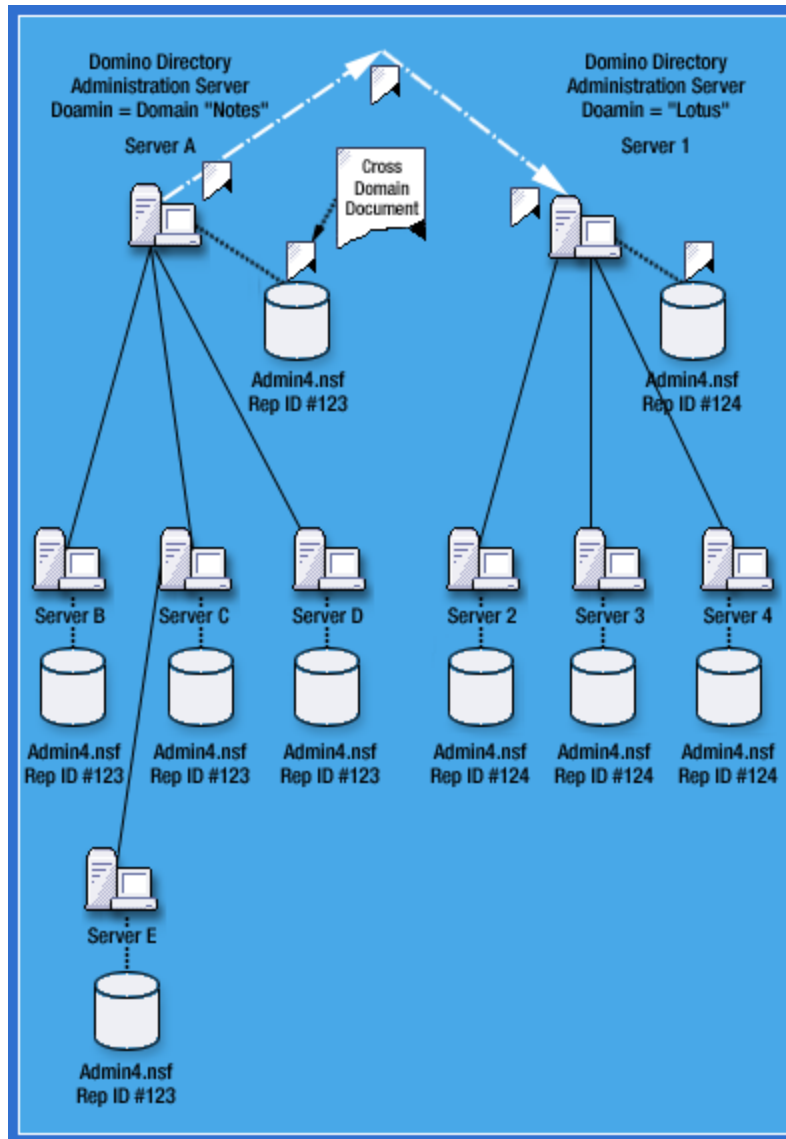 Domino Directory
Administration Server
Doamin = Domain "Notes"
Server A
Domino Directory
Administration Server
Doamin = "Lotus"
Server 1
Cross
Domain
Document
Admin4.nsf
Rep ID #123
Admin4.nsf
Rep ID #124
Server B
Server C
Server D
Server 2
Server 3
Server 4
Admin4.nsf
Rep ID #123
Admin4.nsf
Rep ID #123
Admin4.nsf
Rep ID #123
Admin4.nsf
Rep ID #124
Admin4.nsf
Rep ID #124
Admin4.nsf
Rep ID #124
Server E
Admin4.nsf
Rep ID #123